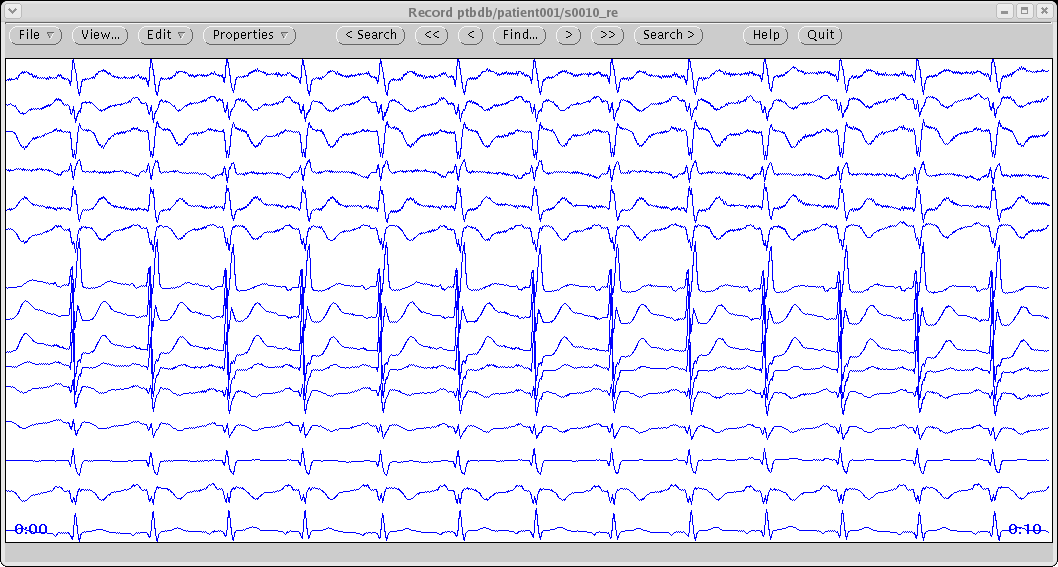 Record ptbdb/patient001/s0010_re
File View... Edit Properties < Search << < Find... > >> Search > Help Quit
0:00 0:10